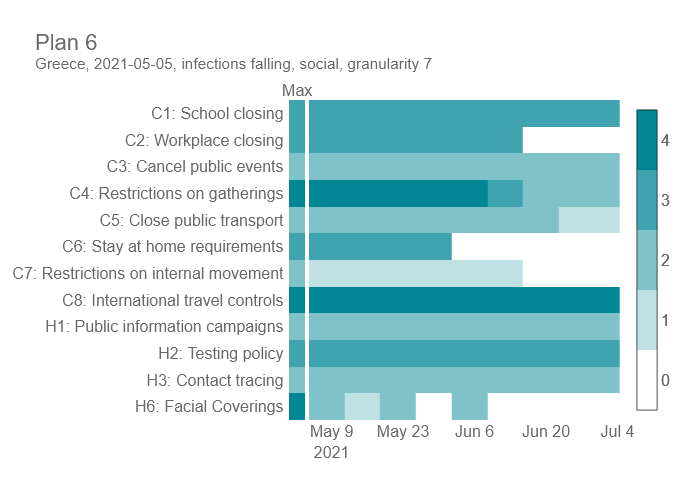 Plan 6
Greece, 2021-05-05, infections falling, social, granularity 7
Max
C1: School closing
C2: Workplace closing
C3: Cancel public events
C4: Restrictions on gatherings
C5: Close public transport
C6: Stay at home requirements
C7: Restrictions on internal movement
C8: International travel controls
H1: Public information campaigns
H2: Testing policy
H3: Contact tracing
H6: Facial Coverings
4
3
2
1
0
May 9 May 23 Jun 6 Jun 20 Jul 4
2021